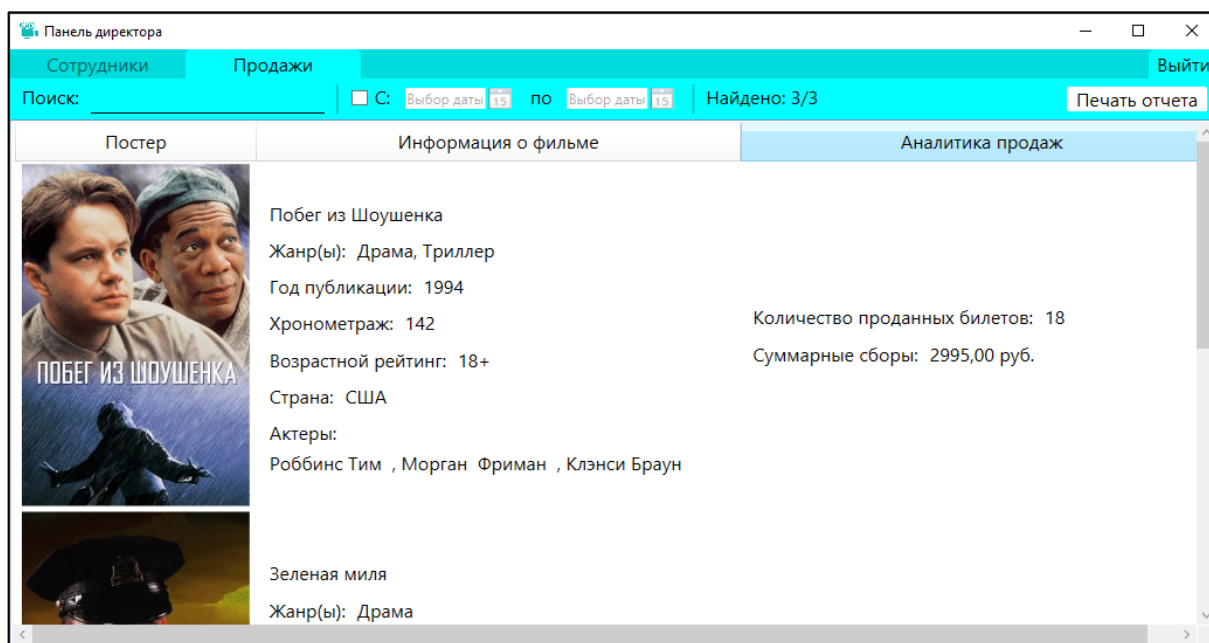 Панель директора
Сотрудники Продажи Выйти
Поиск: С: Выбор даты 15 по Выбор даты 15 Найдено: 3/3 Печать отчета
Постер Информация о фильме Аналитика продаж
ПОБЕГ ИЗ ШОУШЕНКА
Побег из Шоушенка
Жанр(ы): Драма, Триллер
Год публикации: 1994
Хронометраж: 142
Возрастной рейтинг: 18+
Страна: США
Актеры:
Роббинс Тим , Морган Фриман , Клэнси Браун
Количество проданных билетов: 18
Суммарные сборы: 2995,00 руб.
Зеленая миля
Жанр(ы): Драма